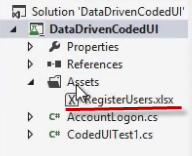 Solution 'DataDrivenCodedUI'
DataDrivenCodedUI
Properties
References
Assets
RegisterUsers.xlsx
C# AccountLogon.cs
C# CodedUITest1.cs